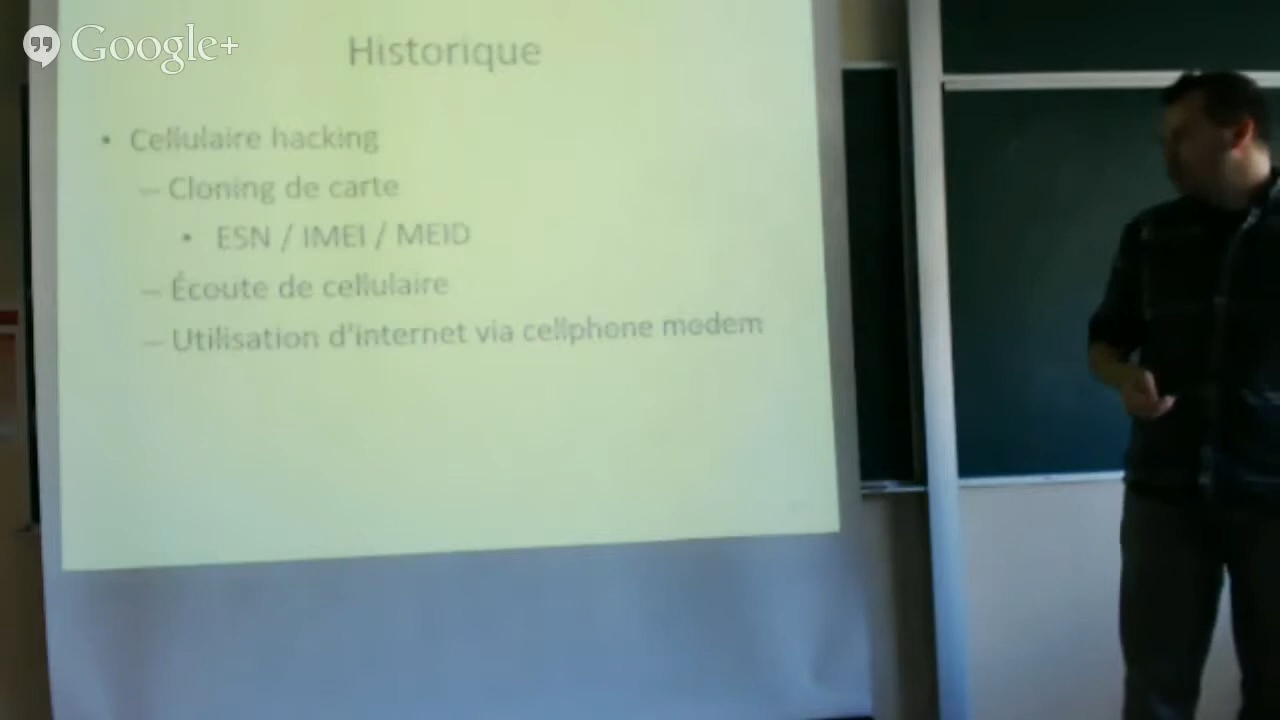 Google+
Historique
• Cellulaire hacking
– Cloning de carte
• ESN / IMEI / MEID
– Écoute de cellulaire
– Utilisation d'internet via cellphone modem